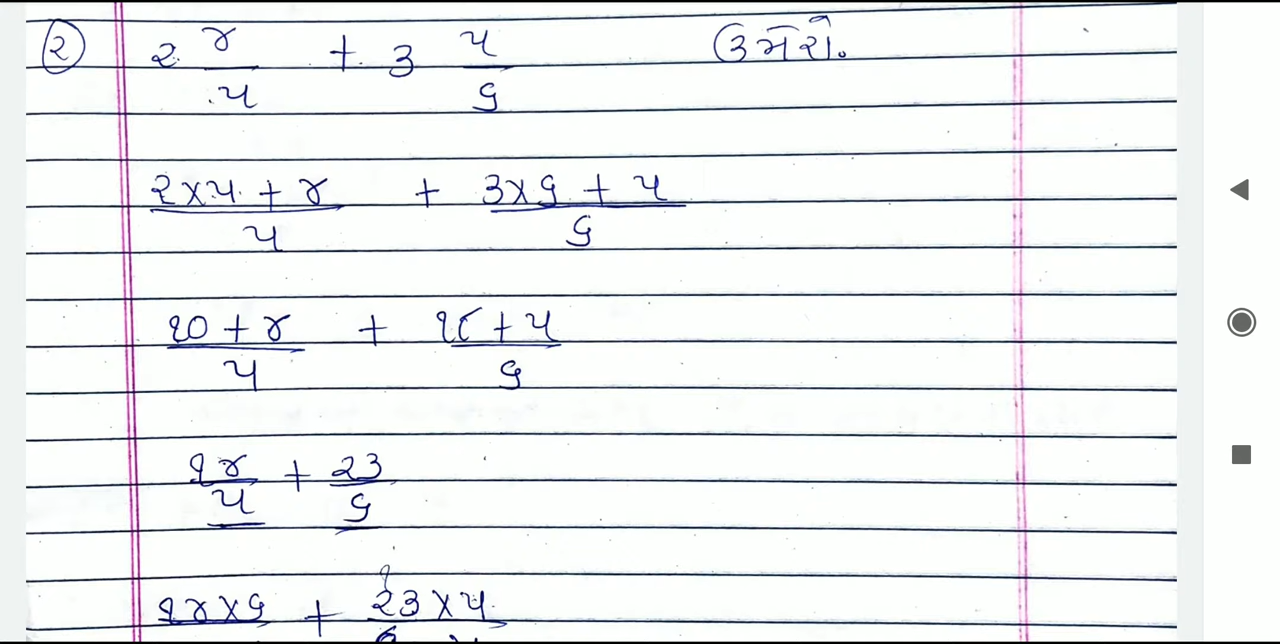 ૨ ૨ ૪/૫ + ૩ ૫/૬ ઉમેરો.
૨×૫+૪/૫ + ૩×૬+૫/૬
૧૦+૪/૫ + ૧૮+૫/૬
૧૪/૫ + ૨૩/૬
૧૪×૬ + ૨૩×૫